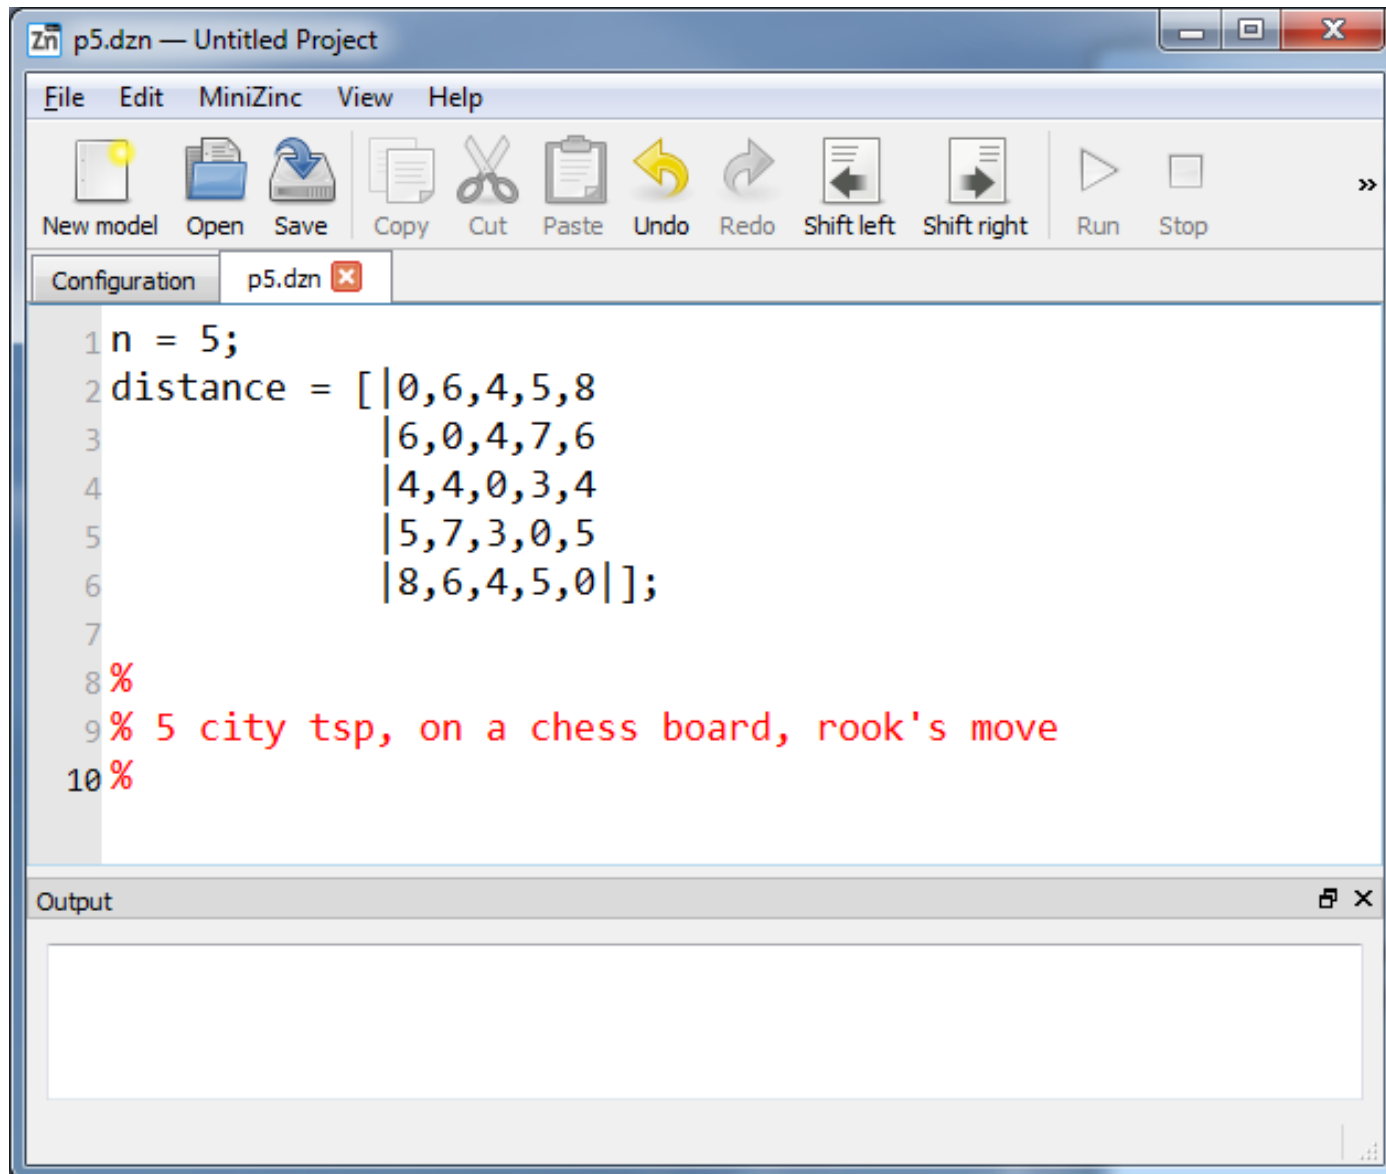 Zn p5.dzn — Untitled Project
File Edit MiniZinc View Help
New model Open Save Copy Cut Paste Undo Redo Shift left Shift right Run Stop »
Configuration p5.dzn
1 n = 5;
2 distance = [|0,6,4,5,8
3 |6,0,4,7,6
4 |4,4,0,3,4
5 |5,7,3,0,5
6 |8,6,4,5,0|];
7
8 %
9 % 5 city tsp, on a chess board, rook's move
10 %
Output